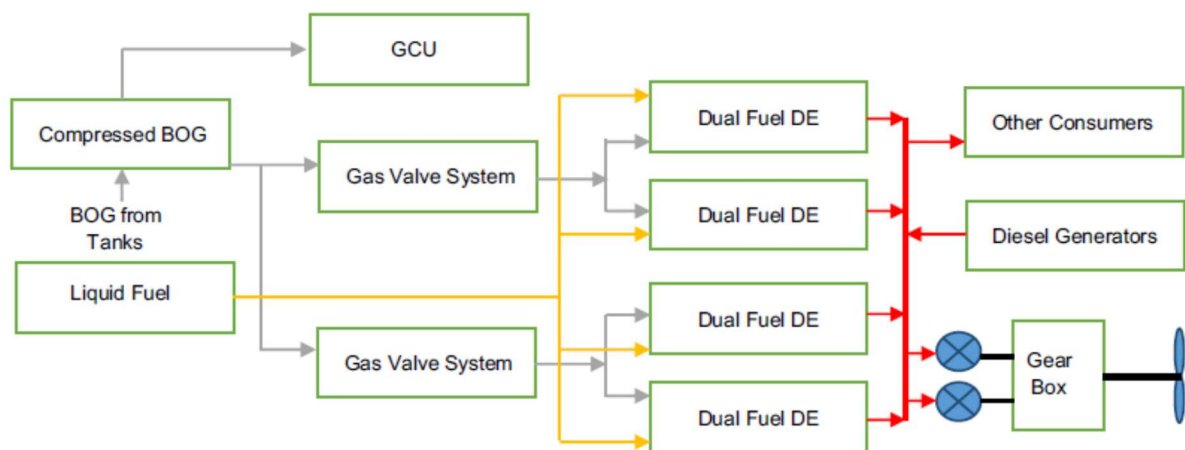 GCU
Compressed BOG
Dual Fuel DE
Other Consumers
Gas Valve System
BOG from
Tanks
Dual Fuel DE
Diesel Generators
Liquid Fuel
Dual Fuel DE
Gas Valve System
Gear
Box
Dual Fuel DE